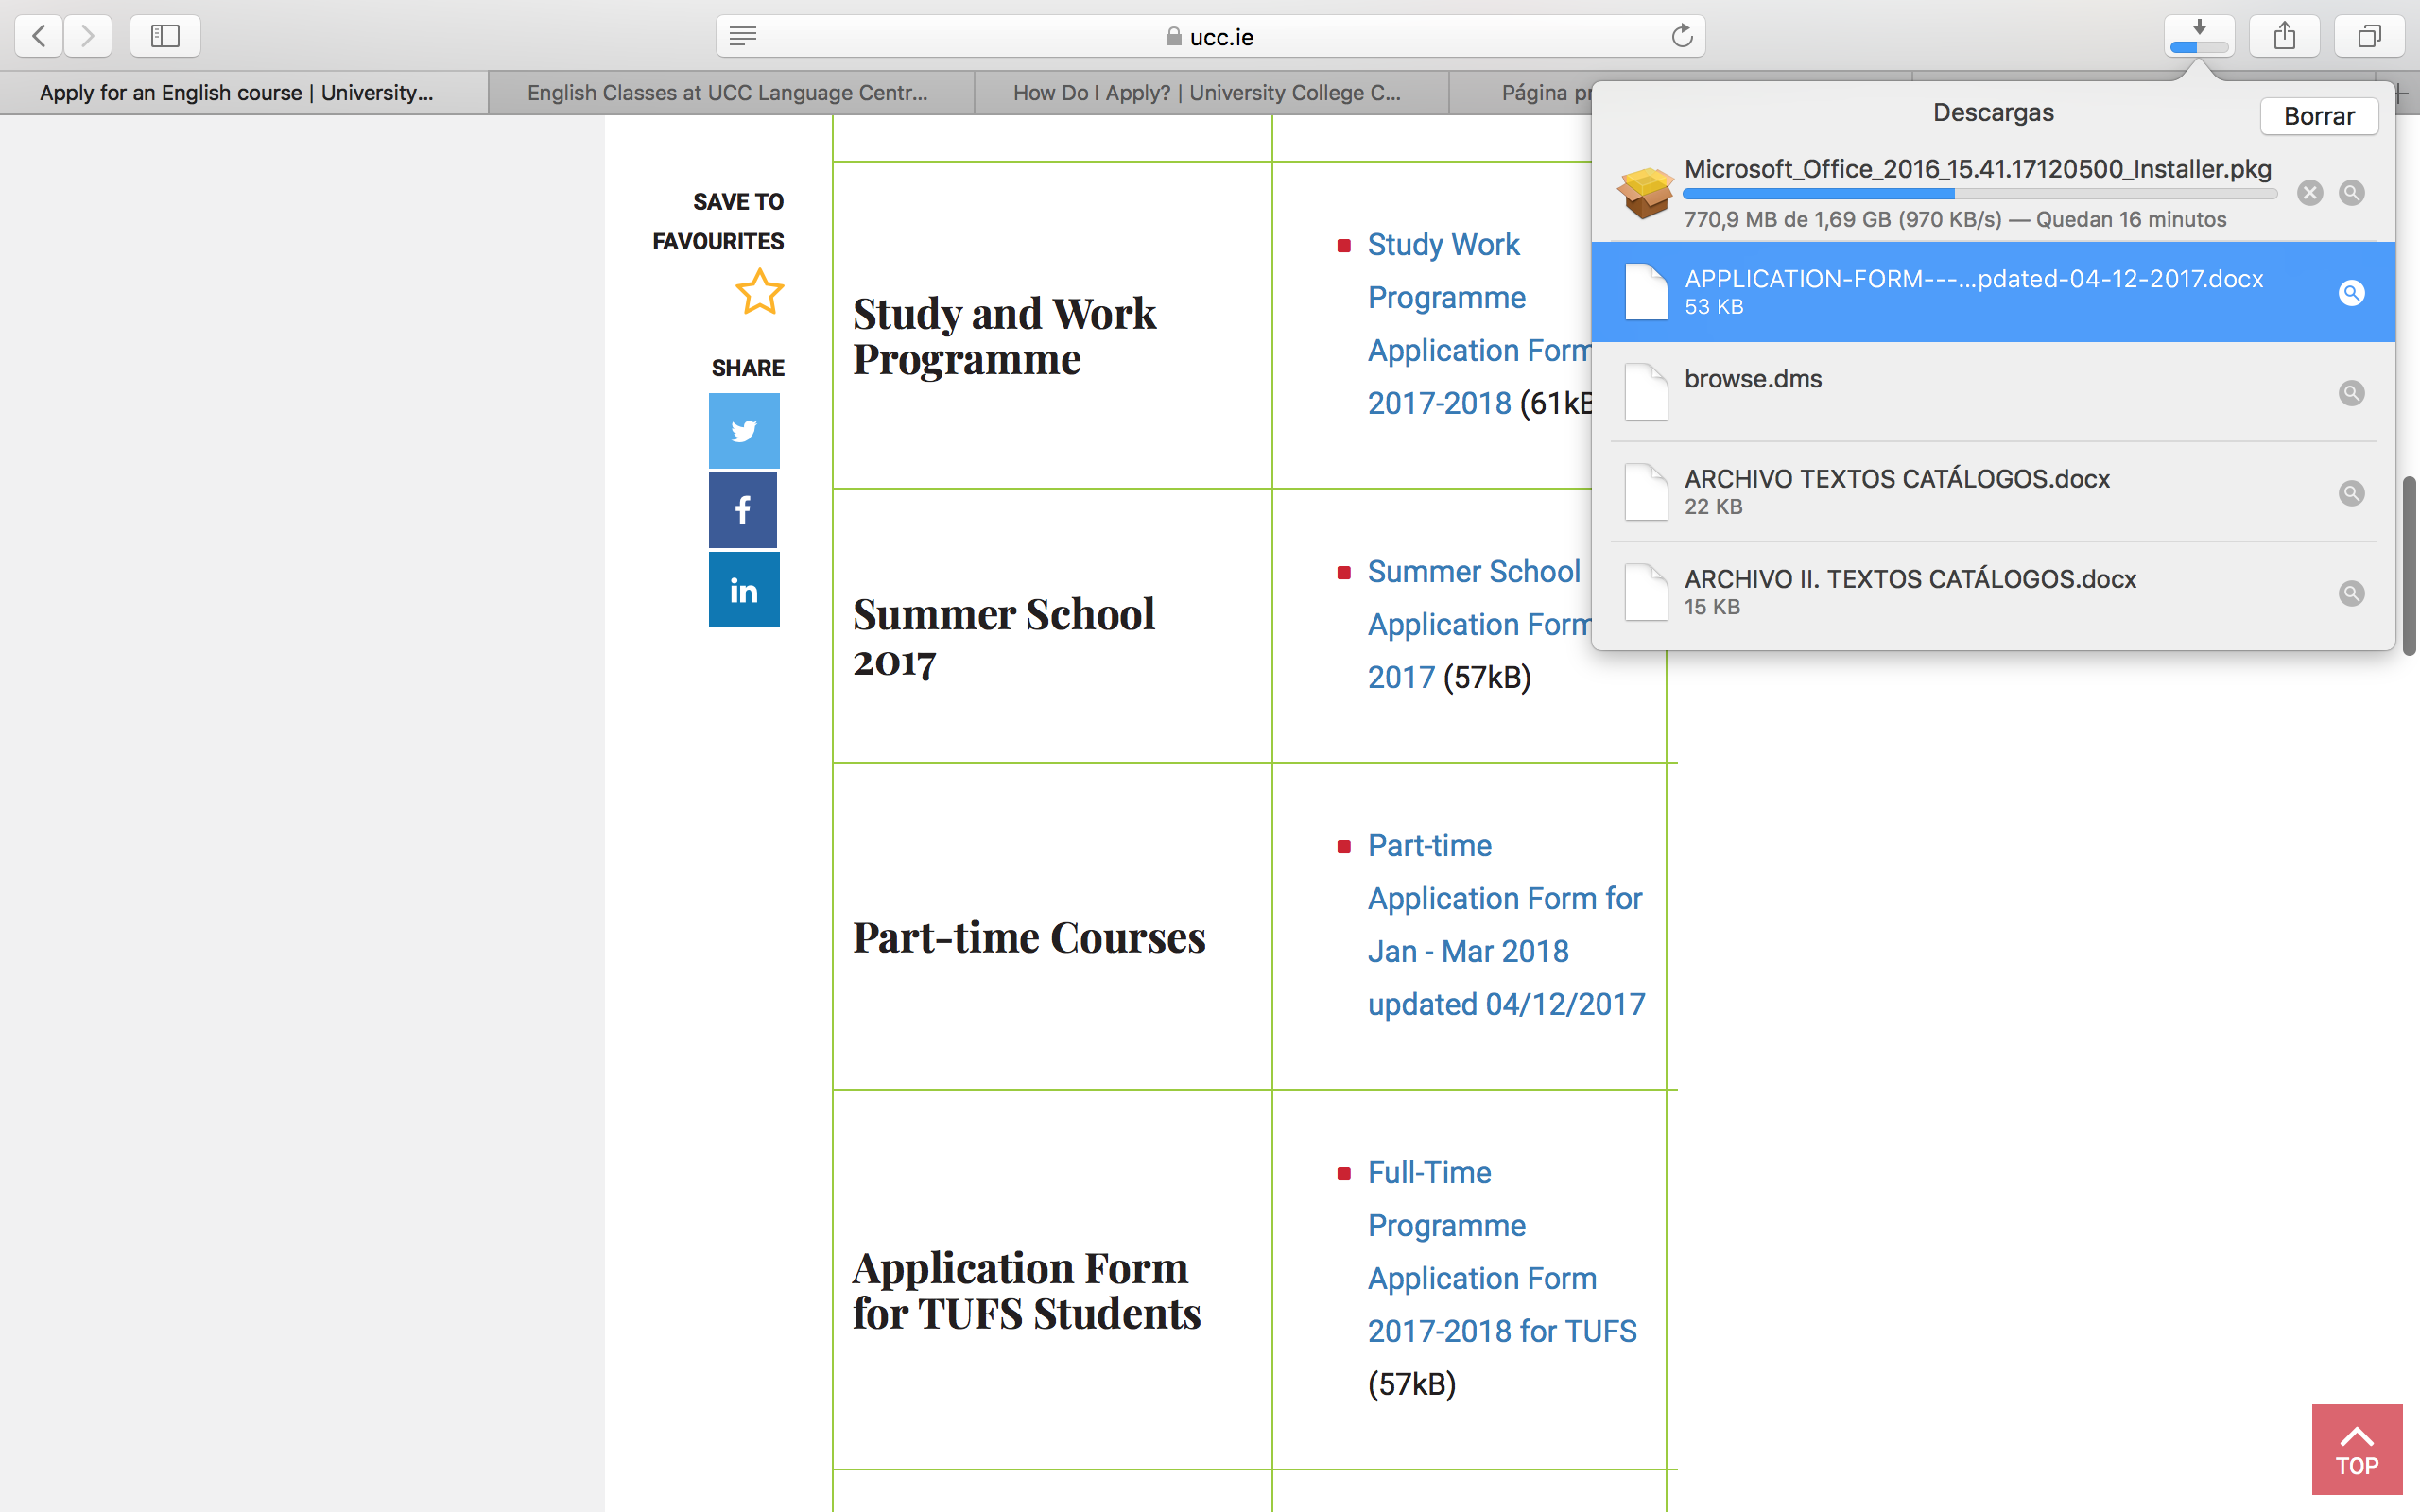 ucc.ie
Apply for an English course | University...
English Classes at UCC Language Centr...
How Do I Apply? | University College C...
Página
Descargas
Borrar
Microsoft_Office_2016_15.41.17120500_Installer.pkg
770,9 MB de 1,69 GB (970 KB/s) — Quedan 16 minutos
APPLICATION-FORM---...pdated-04-12-2017.docx
53 KB
browse.dms
ARCHIVO TEXTOS CATÁLOGOS.docx
22 KB
ARCHIVO II. TEXTOS CATÁLOGOS.docx
15 KB
SAVE TO
FAVOURITES
SHARE
in
Study and Work
Programme
Study Work
Programme
Application Form
2017-2018 (61kB
Summer School
2017
Summer School
Application Form
2017 (57kB)
Part-time Courses
Part-time
Application Form for
Jan - Mar 2018
updated 04/12/2017
Application Form
for TUFS Students
Full-Time
Programme
Application Form
2017-2018 for TUFS
(57kB)
TOP